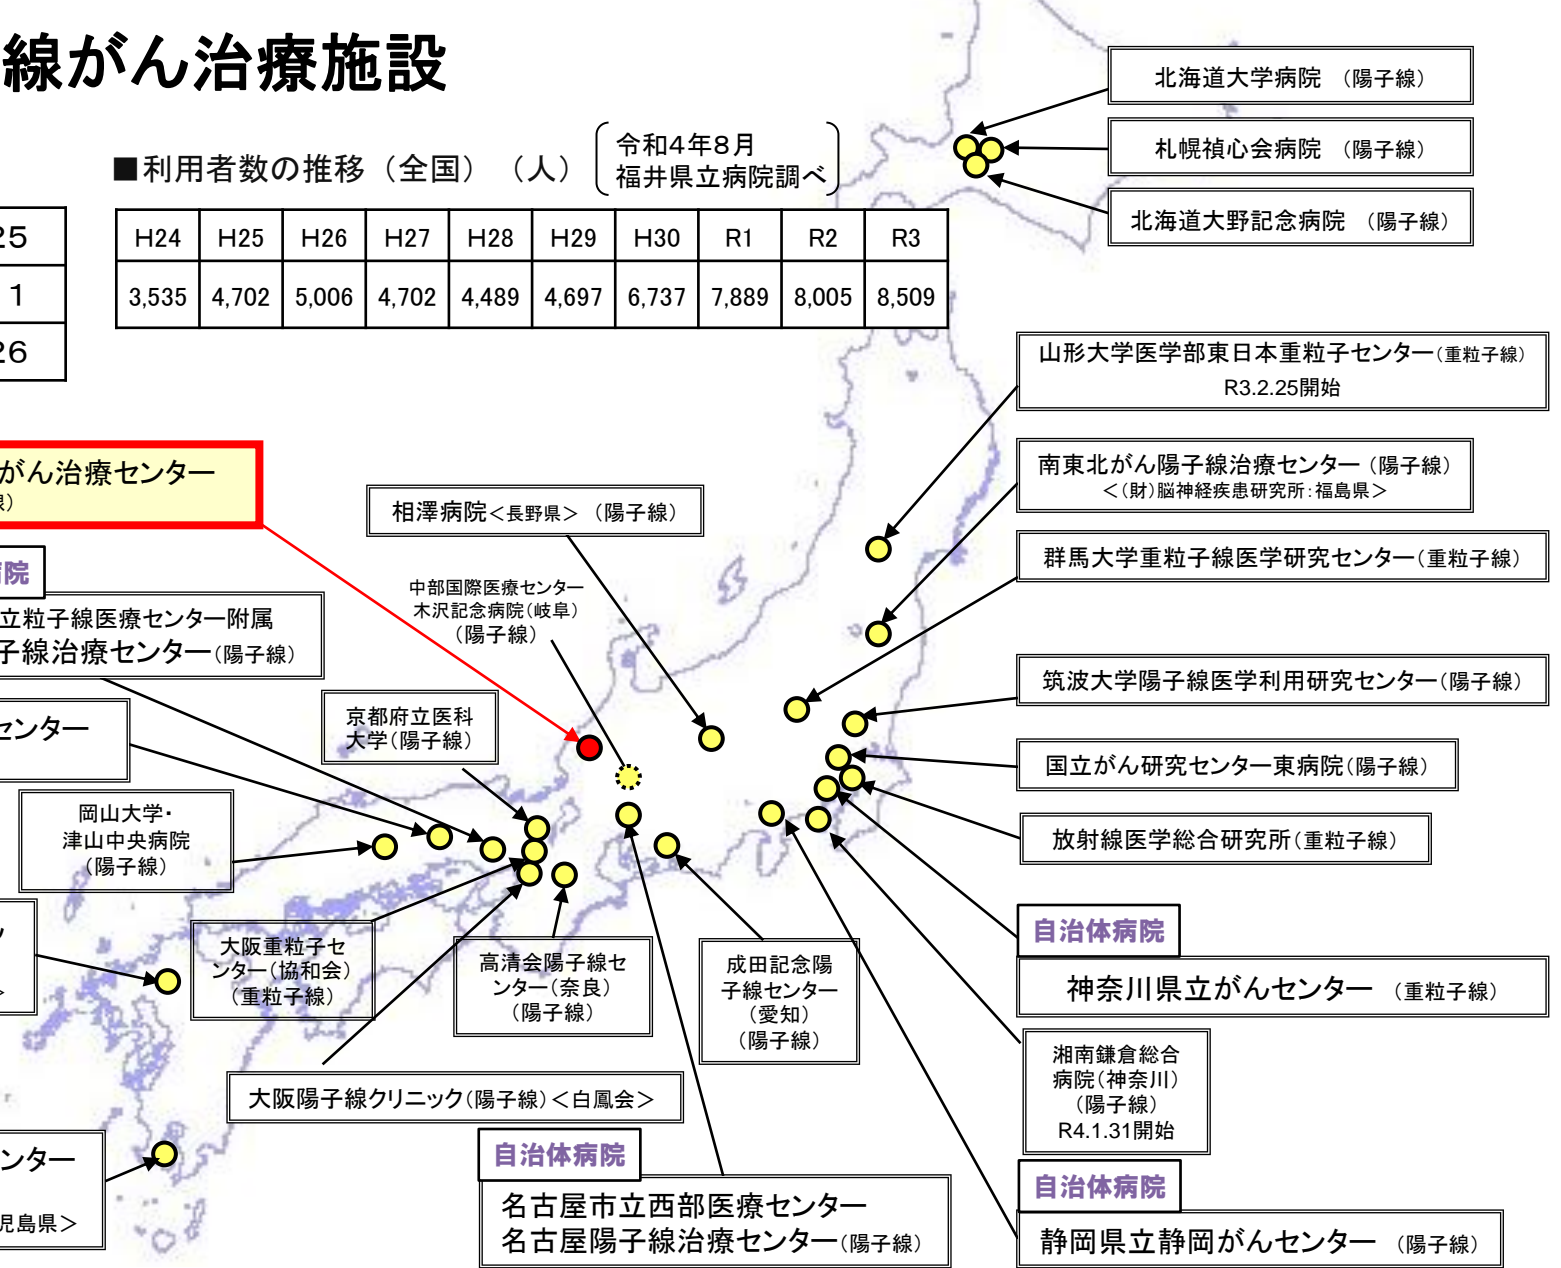 線がん治療施設
■利用者数の推移（全国）（人）
令和4年8月
福井県立病院調べ
25
1
26
H24 H25 H26 H27 H28 H29 H30 R1 R2 R3
3,535 4,702 5,006 4,702 4,489 4,697 6,737 7,889 8,005 8,509
北海道大学病院 （陽子線）
札幌禎心会病院 （陽子線）
北海道大野記念病院 （陽子線）
山形大学医学部東日本重粒子センター（重粒子線）
R3.2.25開始
南東北がん陽子線治療センター（陽子線）
＜（財）脳神経疾患研究所：福島県＞
群馬大学重粒子線医学研究センター（重粒子線）
筑波大学陽子線医学利用研究センター（陽子線）
国立がん研究センター東病院（陽子線）
放射線医学総合研究所（重粒子線）
自治体病院
神奈川県立がんセンター （重粒子線）
湘南鎌倉総合
病院（神奈川）
（陽子線）
R4.1.31開始
自治体病院
静岡県立静岡がんセンター （陽子線）
がん治療センター
線）
相澤病院＜長野県＞ （陽子線）
中部国際医療センター
木沢記念病院（岐阜）
（陽子線）
病院
立粒子線医療センター附属
子線治療センター（陽子線）
センター
京都府立医科
大学（陽子線）
岡山大学・
津山中央病院
（陽子線）
大阪重粒子セ
ンター（協和会）
（重粒子線）
高清会陽子線セ
ンター（奈良）
（陽子線）
成田記念陽
子線センター
（愛知）
（陽子線）
大阪陽子線クリニック（陽子線）＜白鳳会＞
ンター
児島県＞
自治体病院
名古屋市立西部医療センター
名古屋陽子線治療センター（陽子線）